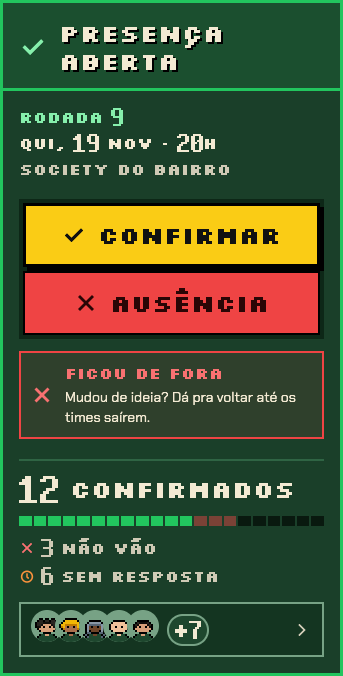 PRESENÇA
ABERTA
RODADA 9
QUI, 19 NOV · 20H
SOCIETY DO BAIRRO
CONFIRMAR
AUSÊNCIA
FICOU DE FORA
Mudou de ideia? Dá pra voltar até os
times saírem.
12 CONFIRMADOS
3 NÃO VÃO
6 SEM RESPOSTA
+7